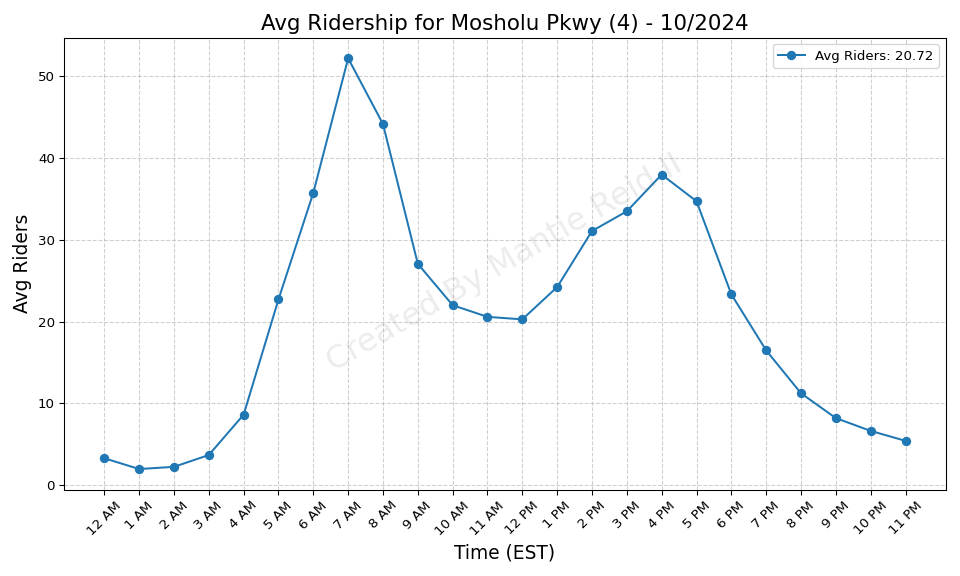 Avg Ridership for Mosholu Pkwy (4) - 10/2024
Avg Riders: 20.72
50
40
30
20
10
0
Avg Riders
Created By Mantie Reid II
12 AM
1 AM
2 AM
3 AM
4 AM
5 AM
6 AM
7 AM
8 AM
9 AM
10 AM
11 AM
12 PM
1 PM
2 PM
3 PM
4 PM
5 PM
6 PM
7 PM
8 PM
9 PM
10 PM
11 PM
Time (EST)